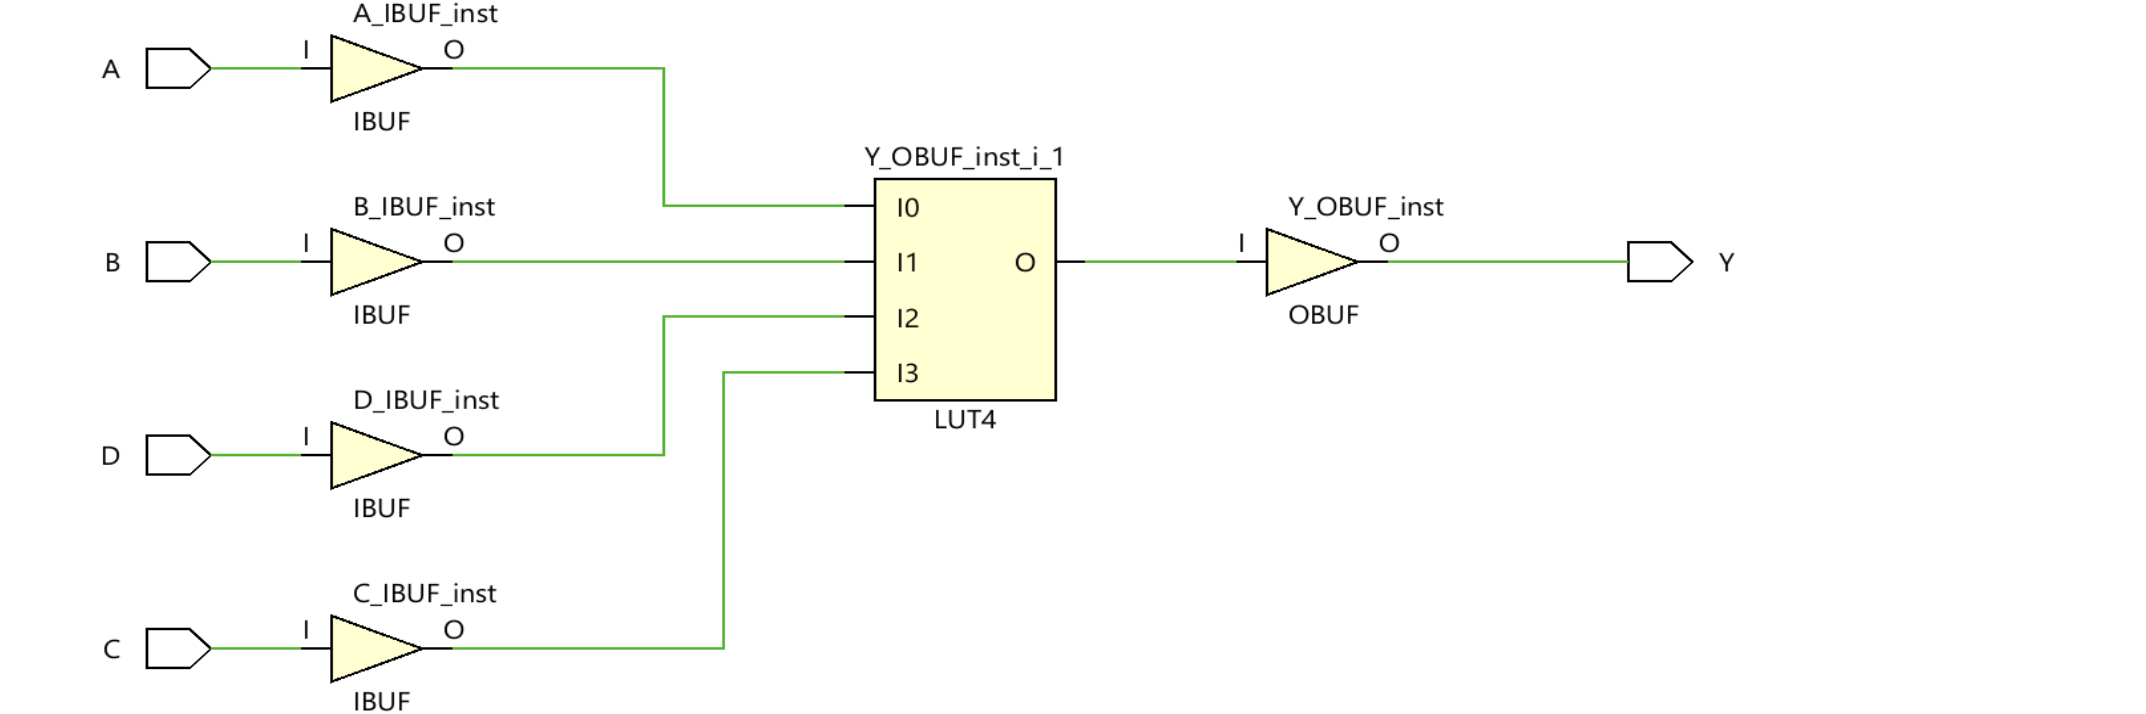 A_IBUF_inst
A
I
O
IBUF
Y_OBUF_inst_i_1
B_IBUF_inst
B
I
O
IBUF
I0
I1
I2
I3
O
LUT4
Y_OBUF_inst
I
O
OBUF
Y
D_IBUF_inst
D
I
O
IBUF
C_IBUF_inst
C
I
O
IBUF